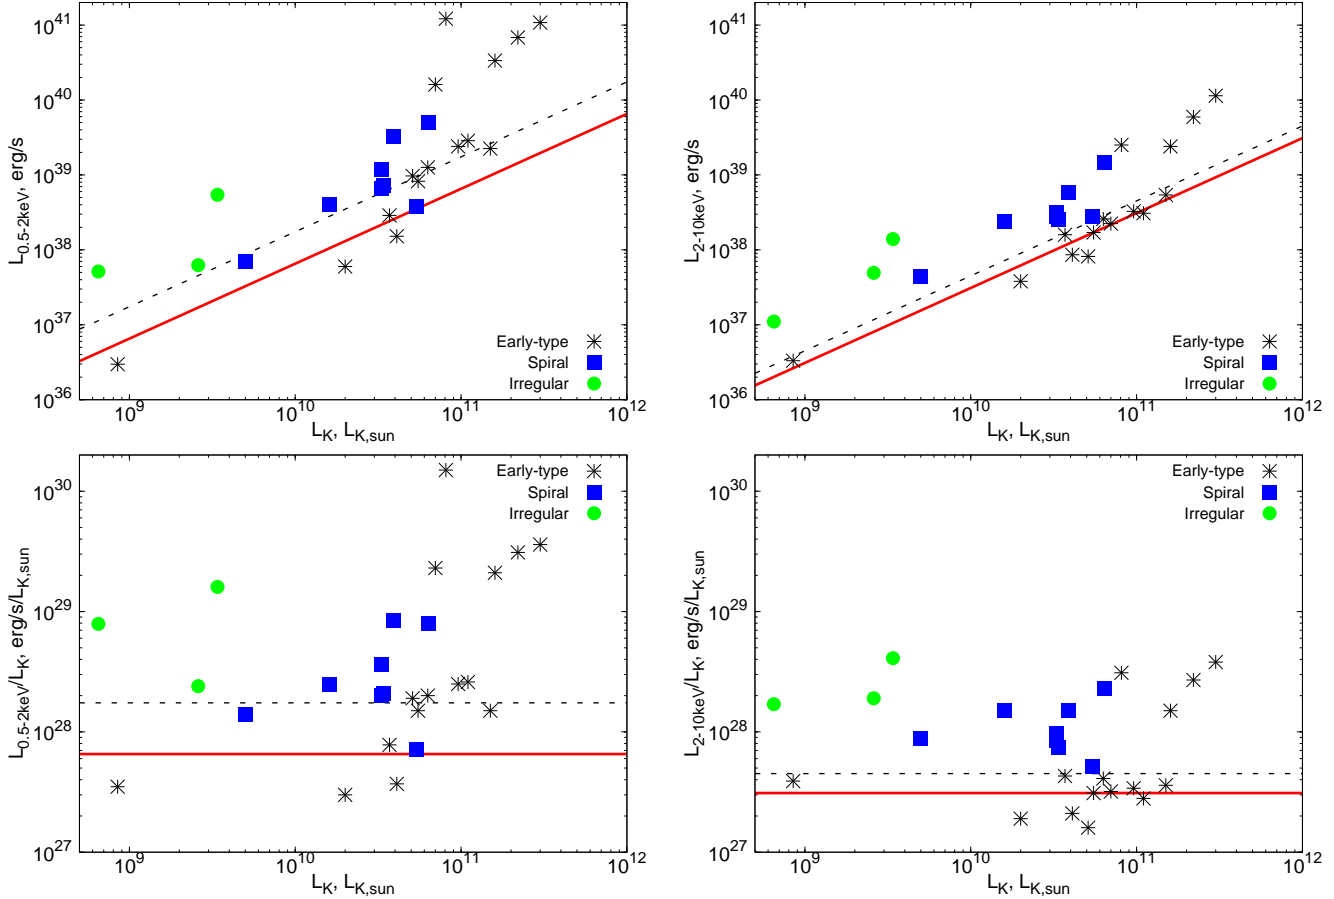 10^41
10^40
10^39
10^38
10^37
10^36
L_0.5-2keV, erg/s
Early-type
Spiral
Irregular
10^9
10^10
10^11
10^12
L_K, L_K,sun
10^41
10^40
10^39
10^38
10^37
10^36
L_2-10keV, erg/s
Early-type
Spiral
Irregular
10^9
10^10
10^11
10^12
L_K, L_K,sun
10^30
10^29
10^28
10^27
L_0.5-2keV/L_K, erg/s/L_K,sun
Early-type
Spiral
Irregular
10^9
10^10
10^11
10^12
L_K, L_K,sun
10^30
10^29
10^28
10^27
L_2-10keV/L_K, erg/s/L_K,sun
Early-type
Spiral
Irregular
10^9
10^10
10^11
10^12
L_K, L_K,sun